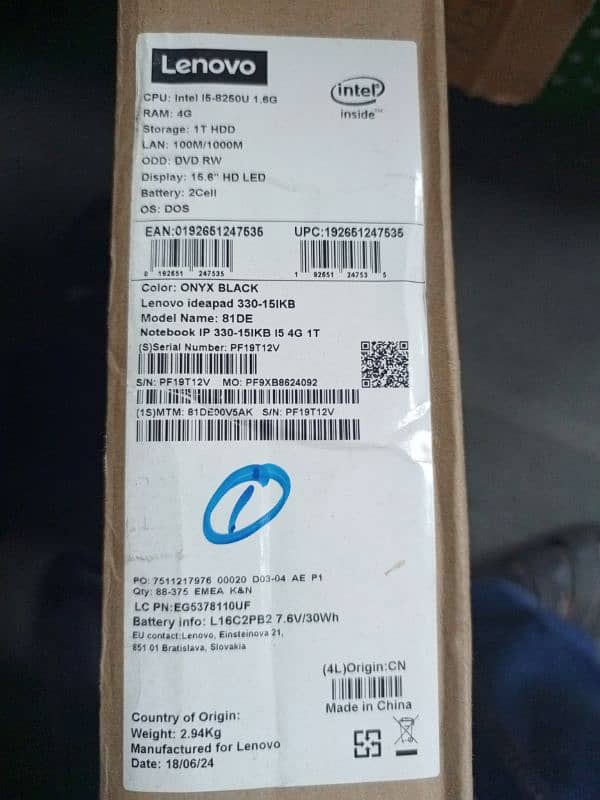 Lenovo
intel
inside™
CPU: Intel I5-8250U 1.6G
RAM: 4G
Storage: 1T HDD
LAN: 100M/1000M
ODD: DVD RW
Display: 15.6" HD LED
Battery: 2Cell
OS: DOS
EAN:0192651247535 UPC:192651247535
0 192651 247535 1 92651 24753 5
Color: ONYX BLACK
Lenovo ideapad 330-15IKB
Model Name: 81DE
Notebook IP 330-15IKB I5 4G 1T
(S)Serial Number: PF19T12V
S/N: PF19T12V MO: PF9XB8624092
(1S)MTM: 81DE00V5AK S/N: PF19T12V
1
PO: 7511217976 00020 D03-04 AE P1
Qty: 88-375 EMEA K&N
LC PN:EG5378110UF
Battery info: L16C2PB2 7.6V/30Wh
EU contact:Lenovo, Einsteinova 21,
851 01 Bratislava, Slovakia
(4L)Origin:CN
Made in China
Country of Origin:
Weight: 2.94Kg
Manufactured for Lenovo
Date: 18/06/24